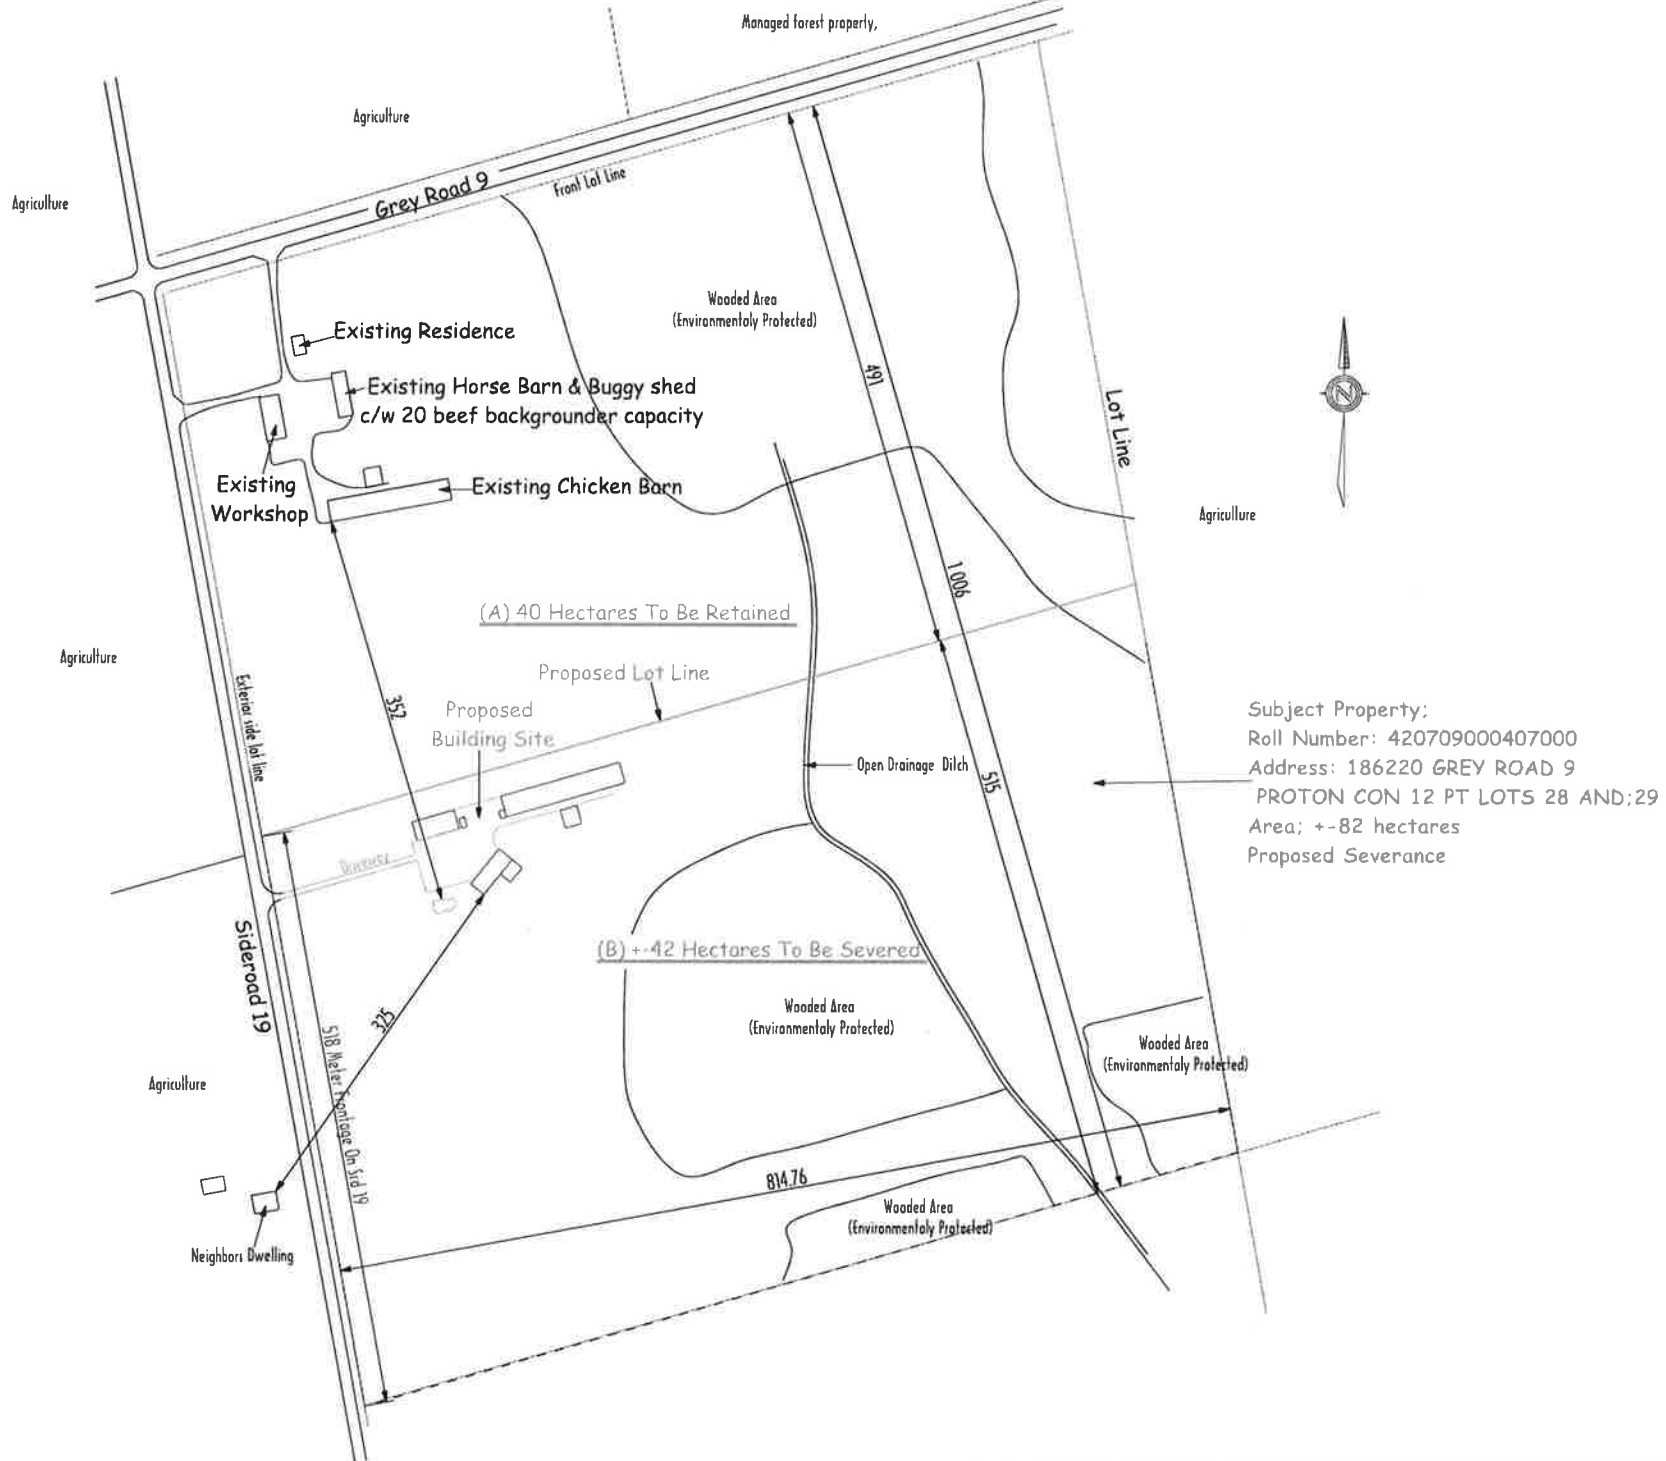 Managed forest property,
Agriculture
Agriculture
Grey Road 9
Front Lot Line
Wooded Area
(Environmentaly Protected)
Existing Residence
Existing Horse Barn & Buggy shed
c/w 20 beef backgrounder capacity
491
Lot Line
N
Existing
Workshop
Existing Chicken Barn
Agriculture
1006
(A) 40 Hectares To Be Retained
Agriculture
Proposed Lot Line
Exterior side lot line
352
Proposed
Building Site
Subject Property;
Roll Number: 420709000407000
Address: 186220 GREY ROAD 9
PROTON CON 12 PT LOTS 28 AND;29
Area; +-82 hectares
Proposed Severance
Open Drainage Ditch
515
Driveway
Sideroad 19
(B) +-42 Hectares To Be Severed
325
518 Meter Frontage On Srd 19
Wooded Area
(Environmentaly Protected)
Wooded Area
(Environmentaly Protected)
Agriculture
814.76
Wooded Area
(Environmentaly Protected)
Neighbors Dwelling